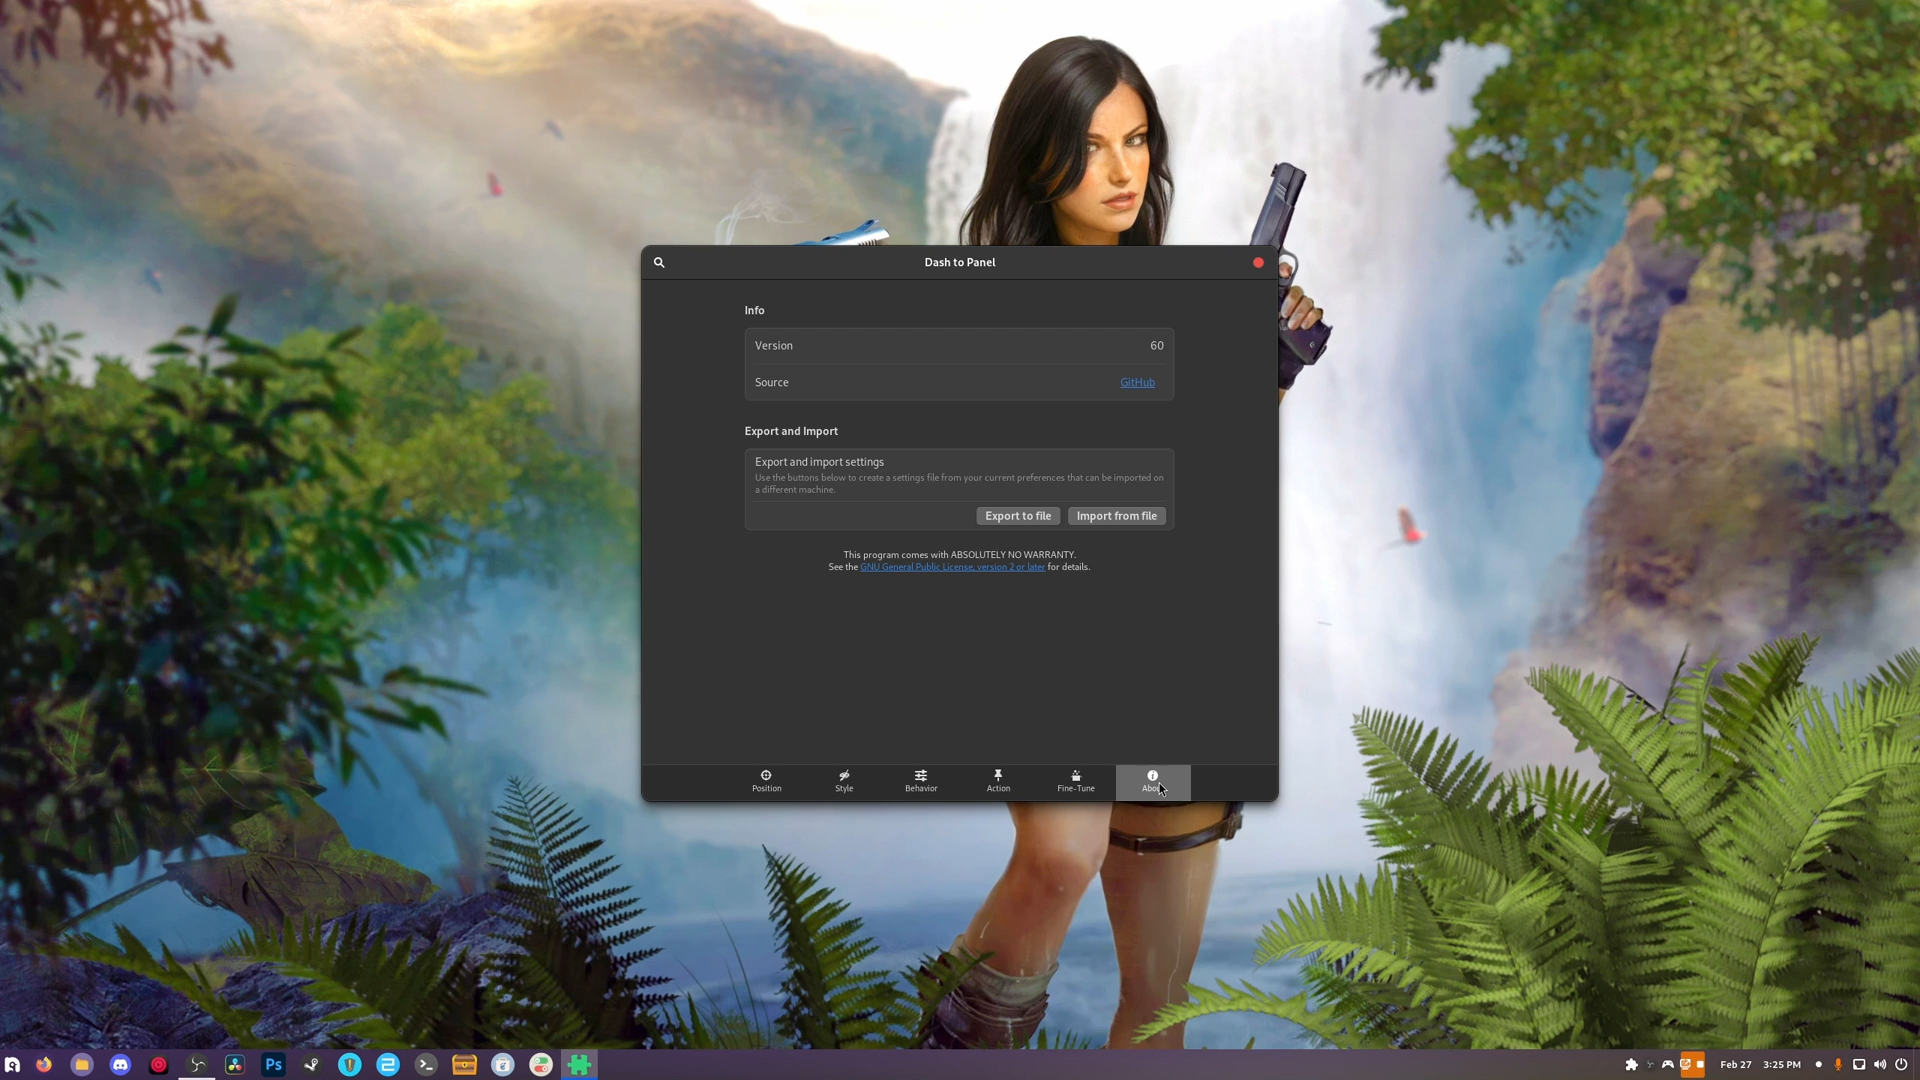 Dash to Panel
Info
Version 60
Source GitHub
Export and Import
Export and import settings
Use the buttons below to create a settings file from your current preferences that can be imported on
a different machine.
Export to file Import from file
This program comes with ABSOLUTELY NO WARRANTY.
See the GNU General Public License, version 2 or later for details.
Position Style Behavior Action Fine-Tune
Ps Feb 27 3:25 PM